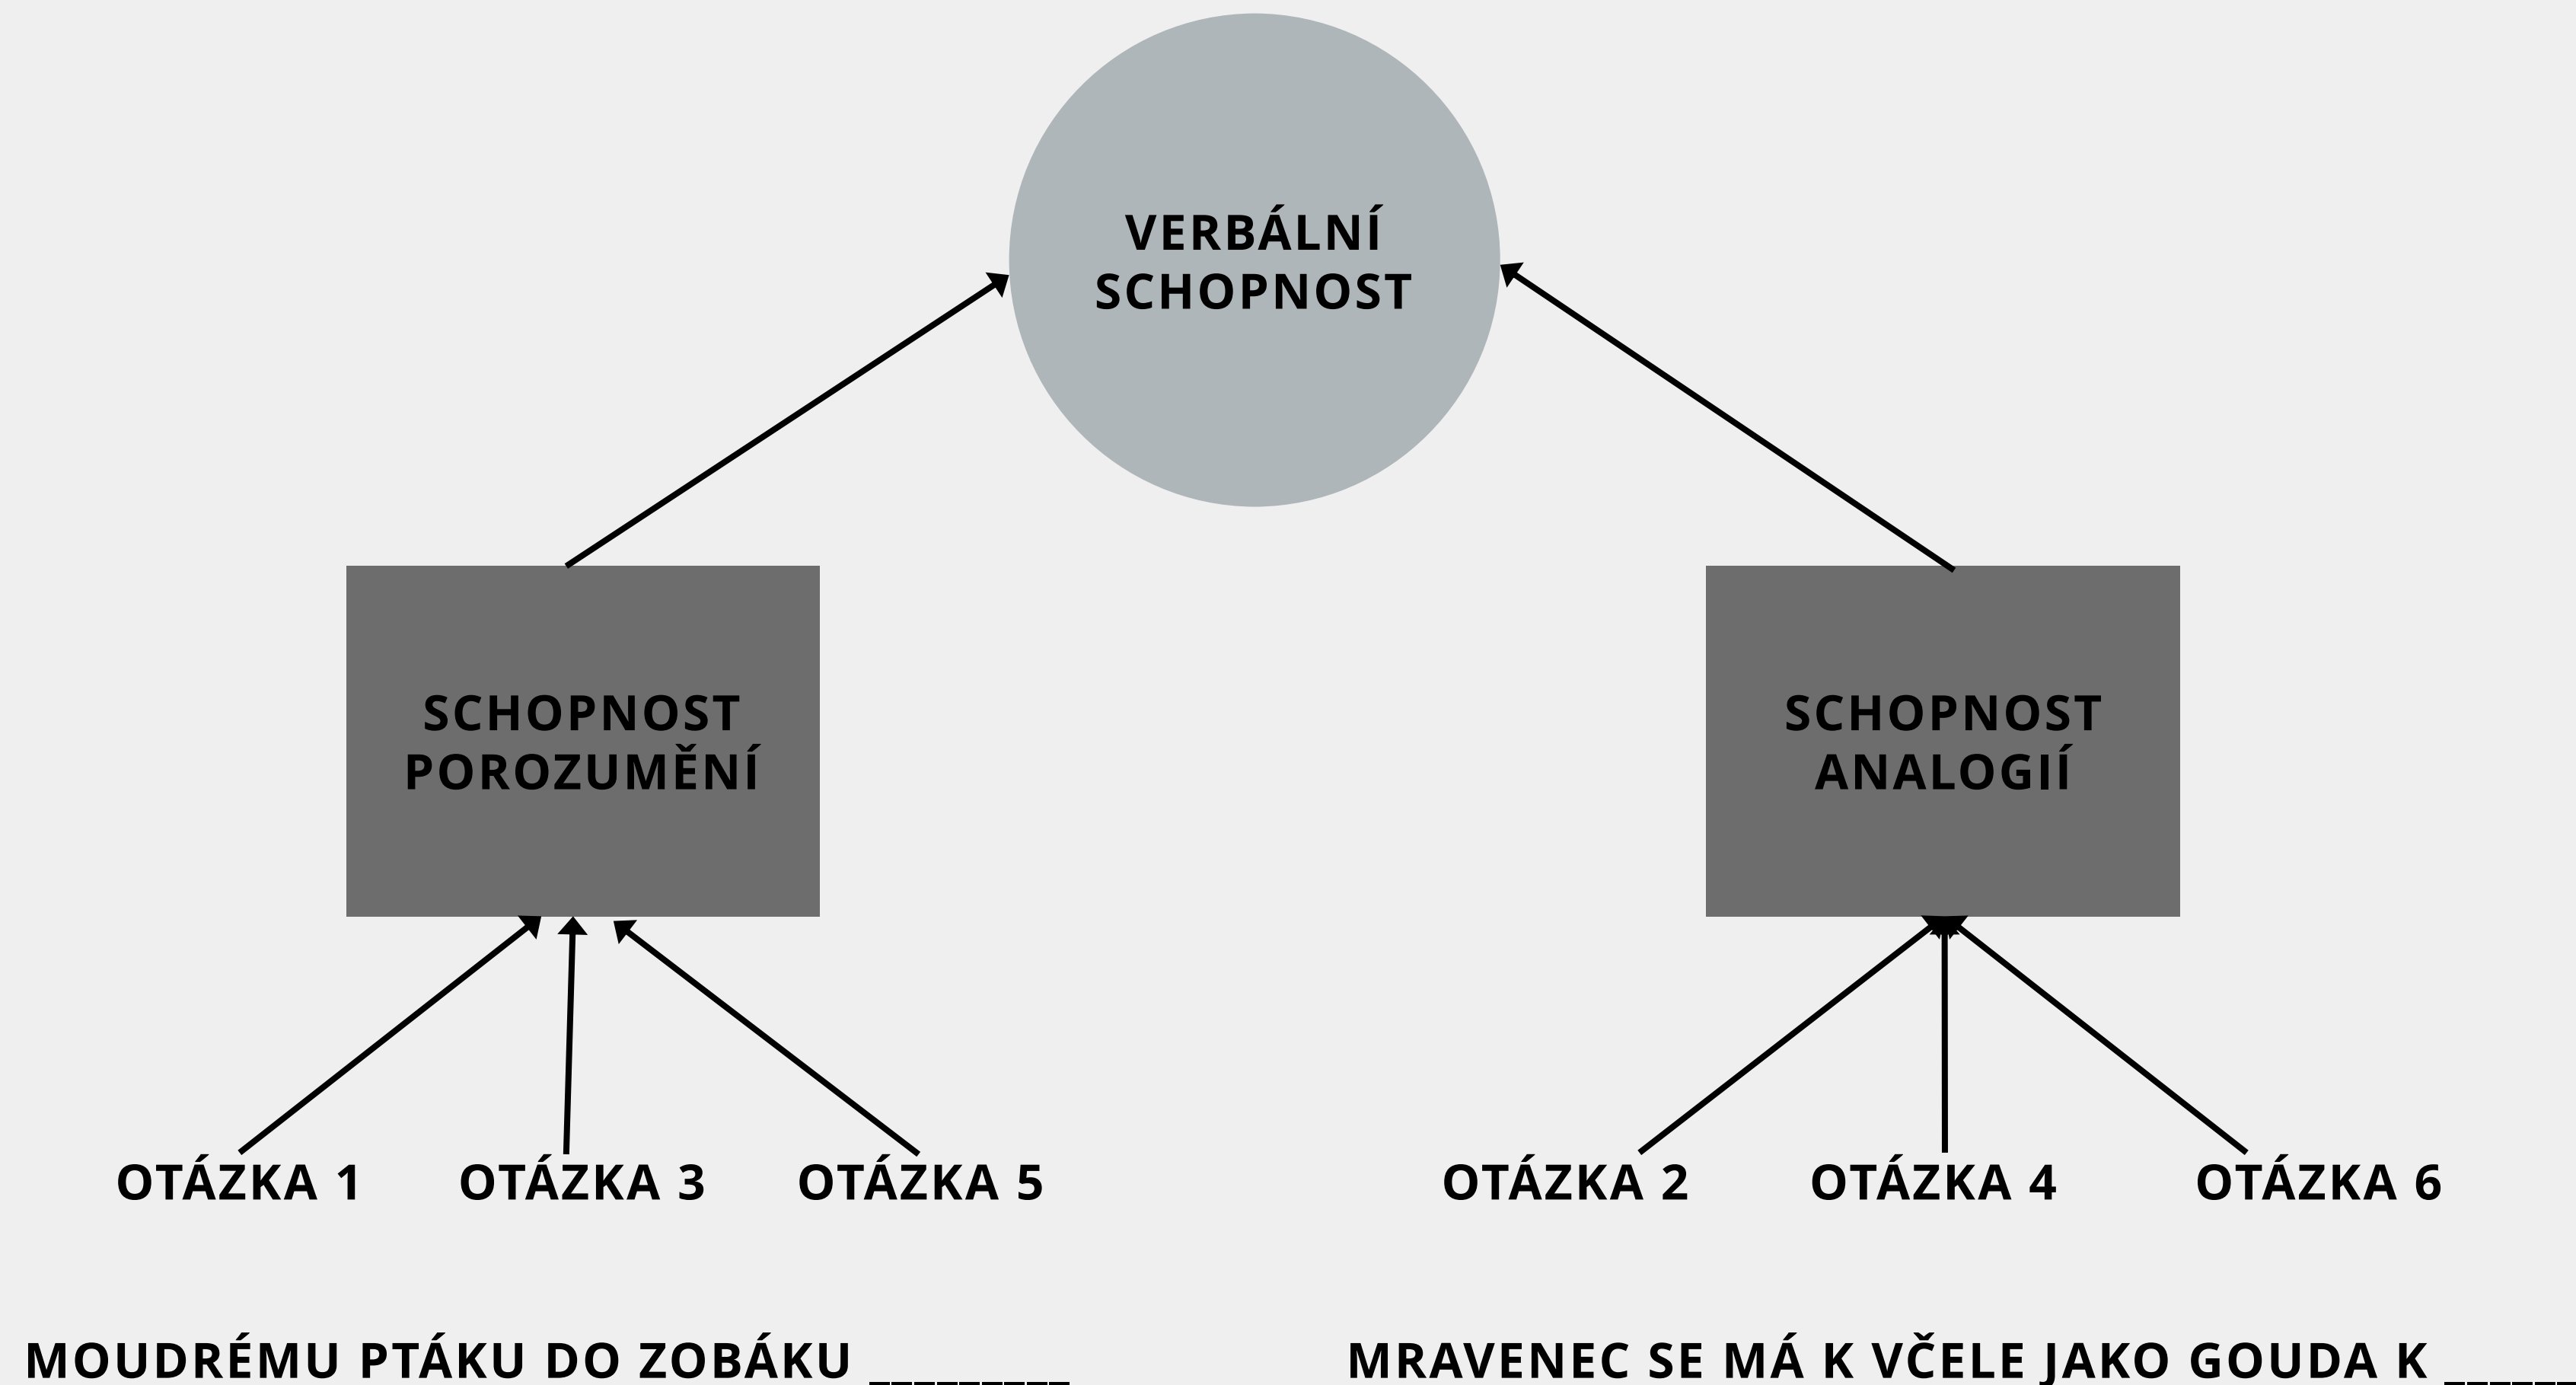 VERBÁLNÍ
SCHOPNOST
SCHOPNOST
POROZUMĚNÍ
SCHOPNOST
ANALOGIÍ
OTÁZKA 1
OTÁZKA 3
OTÁZKA 5
OTÁZKA 2
OTÁZKA 4
OTÁZKA 6
MOUDRÉMU PTÁKU DO ZOBÁKU _________
MRAVENEC SE MÁ K VČELE JAKO GOUDA K ______